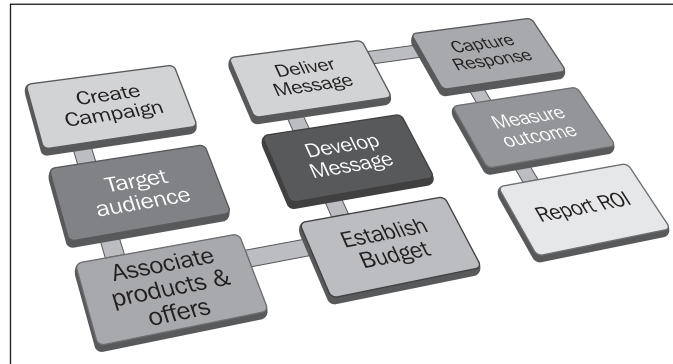 Create
Campaign
Target
audience
Associate
products &
offers
Establish
Budget
Develop
Message
Deliver
Message
Capture
Response
Measure
outcome
Report ROI